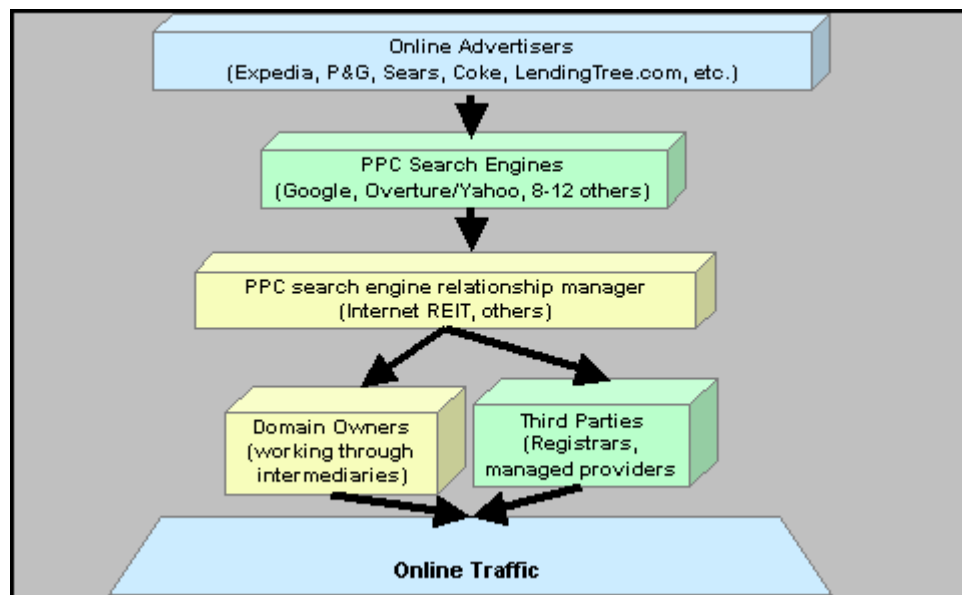 Online Advertisers
(Expedia, P&G, Sears, Coke, LendingTree.com, etc.)
PPC Search Engines
(Google, Overture/Yahoo, 8-12 others)
PPC search engine relationship manager
(Internet REIT, others)
Domain Owners
(working through
intermediaries)
Third Parties
(Registrars,
managed providers
Online Traffic